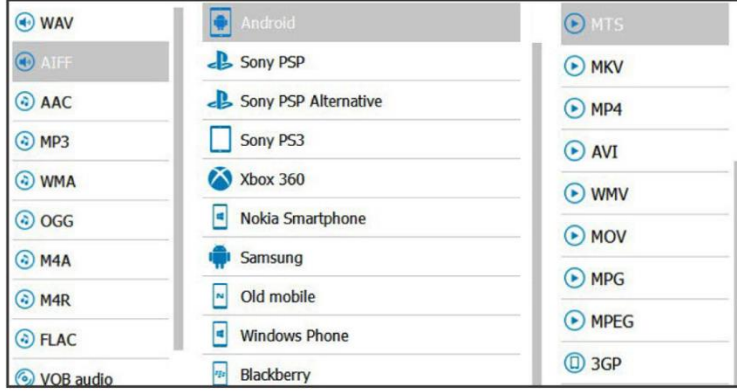 WAV
AIFF
AAC
MP3
WMA
OGG
M4A
M4R
FLAC
VOB audio
Android
Sony PSP
Sony PSP Alternative
Sony PS3
Xbox 360
Nokia Smartphone
Samsung
Old mobile
Windows Phone
Blackberry
MTS
MKV
MP4
AVI
WMV
MOV
MPG
MPEG
3GP